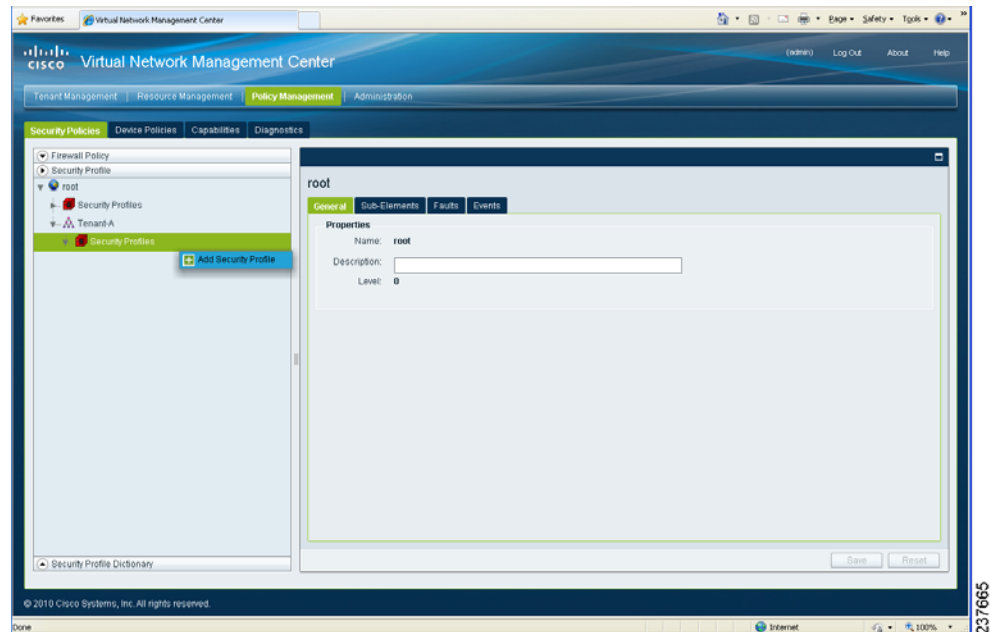 Favorites Virtual Network Management Center Page Safety Tools
cisco Virtual Network Management Center (admin) Log Out About Help
Tenant Management | Resource Management | Policy Management | Administration
Security Policies Device Policies Capabilities Diagnostics
Firewall Policy
Security Profile
root
Security Profiles
Tenant-A
Security Profiles
Add Security Profile
root
General Sub-Elements Faults Events
Properties
Name: root
Description:
Level: 0
Security Profile Dictionary
Save Reset
© 2010 Cisco Systems, Inc. All rights reserved.
Done Internet 100%
237665